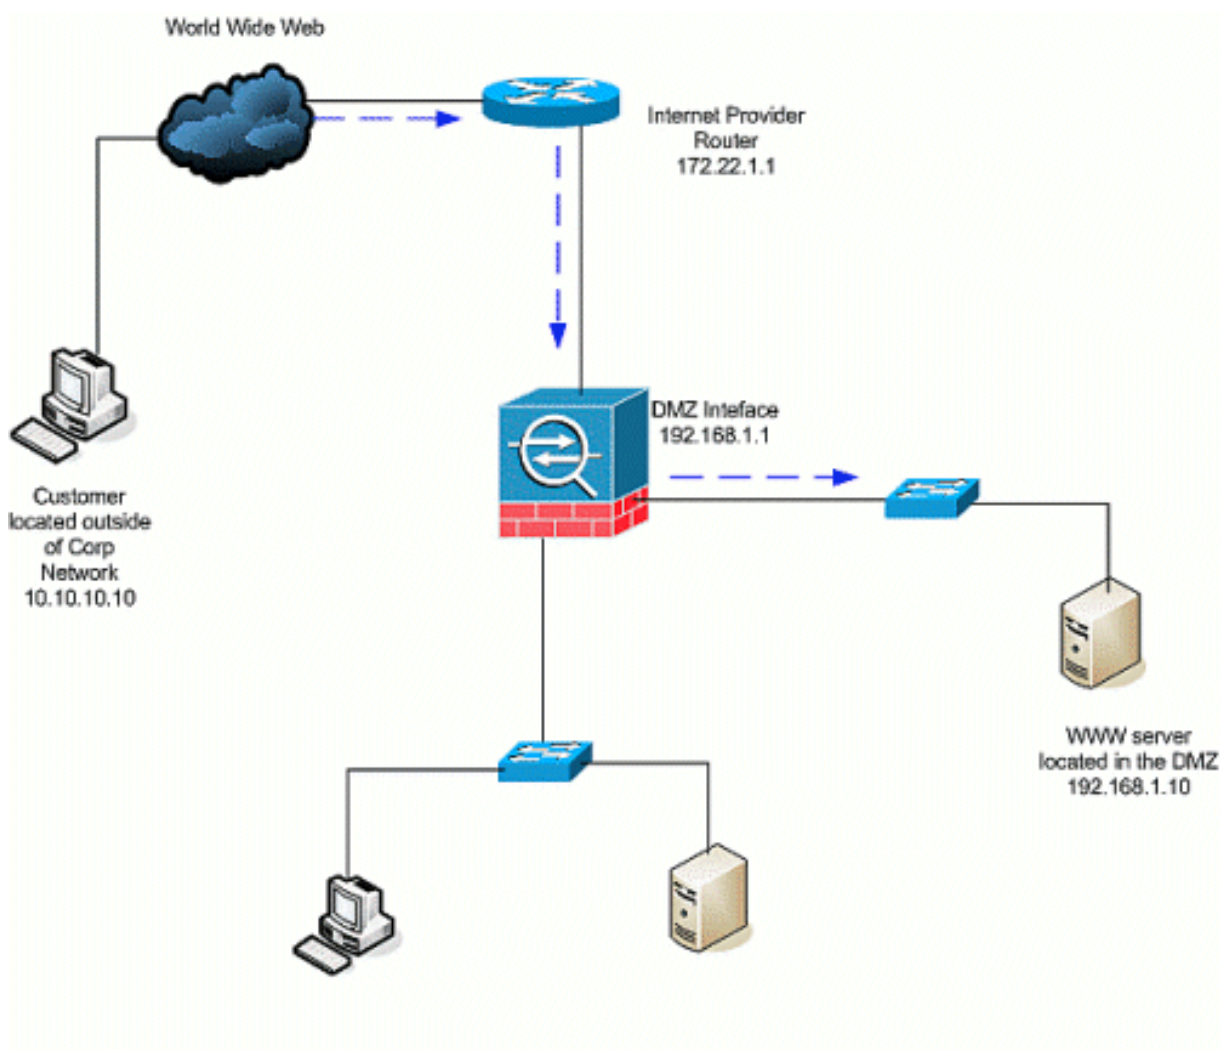 World Wide Web
Internet Provider
Router
172.22.1.1
DMZ Inteface
192.168.1.1
Customer
located outside
of Corp
Network
10.10.10.10
WWW server
located in the DMZ
192.168.1.10